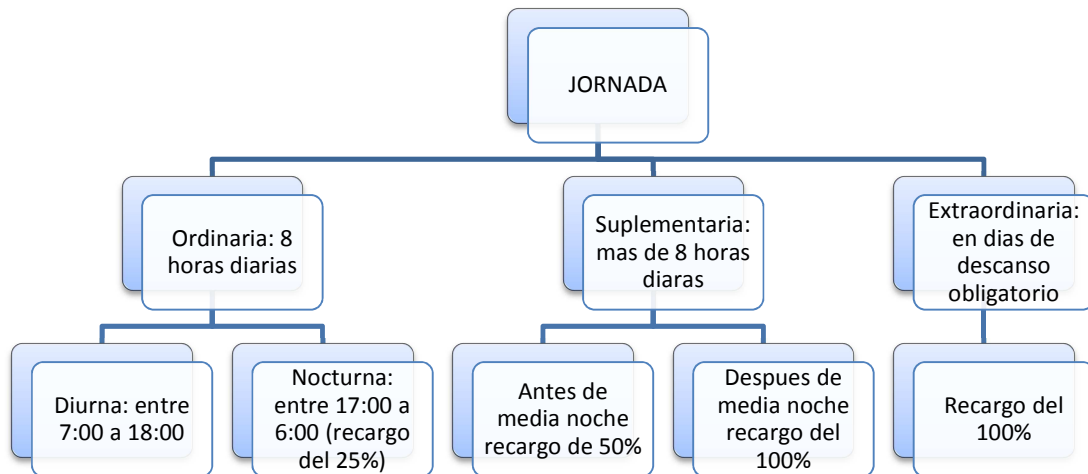 JORNADA
Ordinaria: 8
horas diarias
Suplementaria:
mas de 8 horas
diaras
Extraordinaria:
en dias de
descanso
obligatorio
Diurna: entre
7:00 a 18:00
Nocturna:
entre 17:00 a
6:00 (recargo
del 25%)
Antes de
media noche
recargo de 50%
Despues de
media noche
recargo del
100%
Recargo del
100%